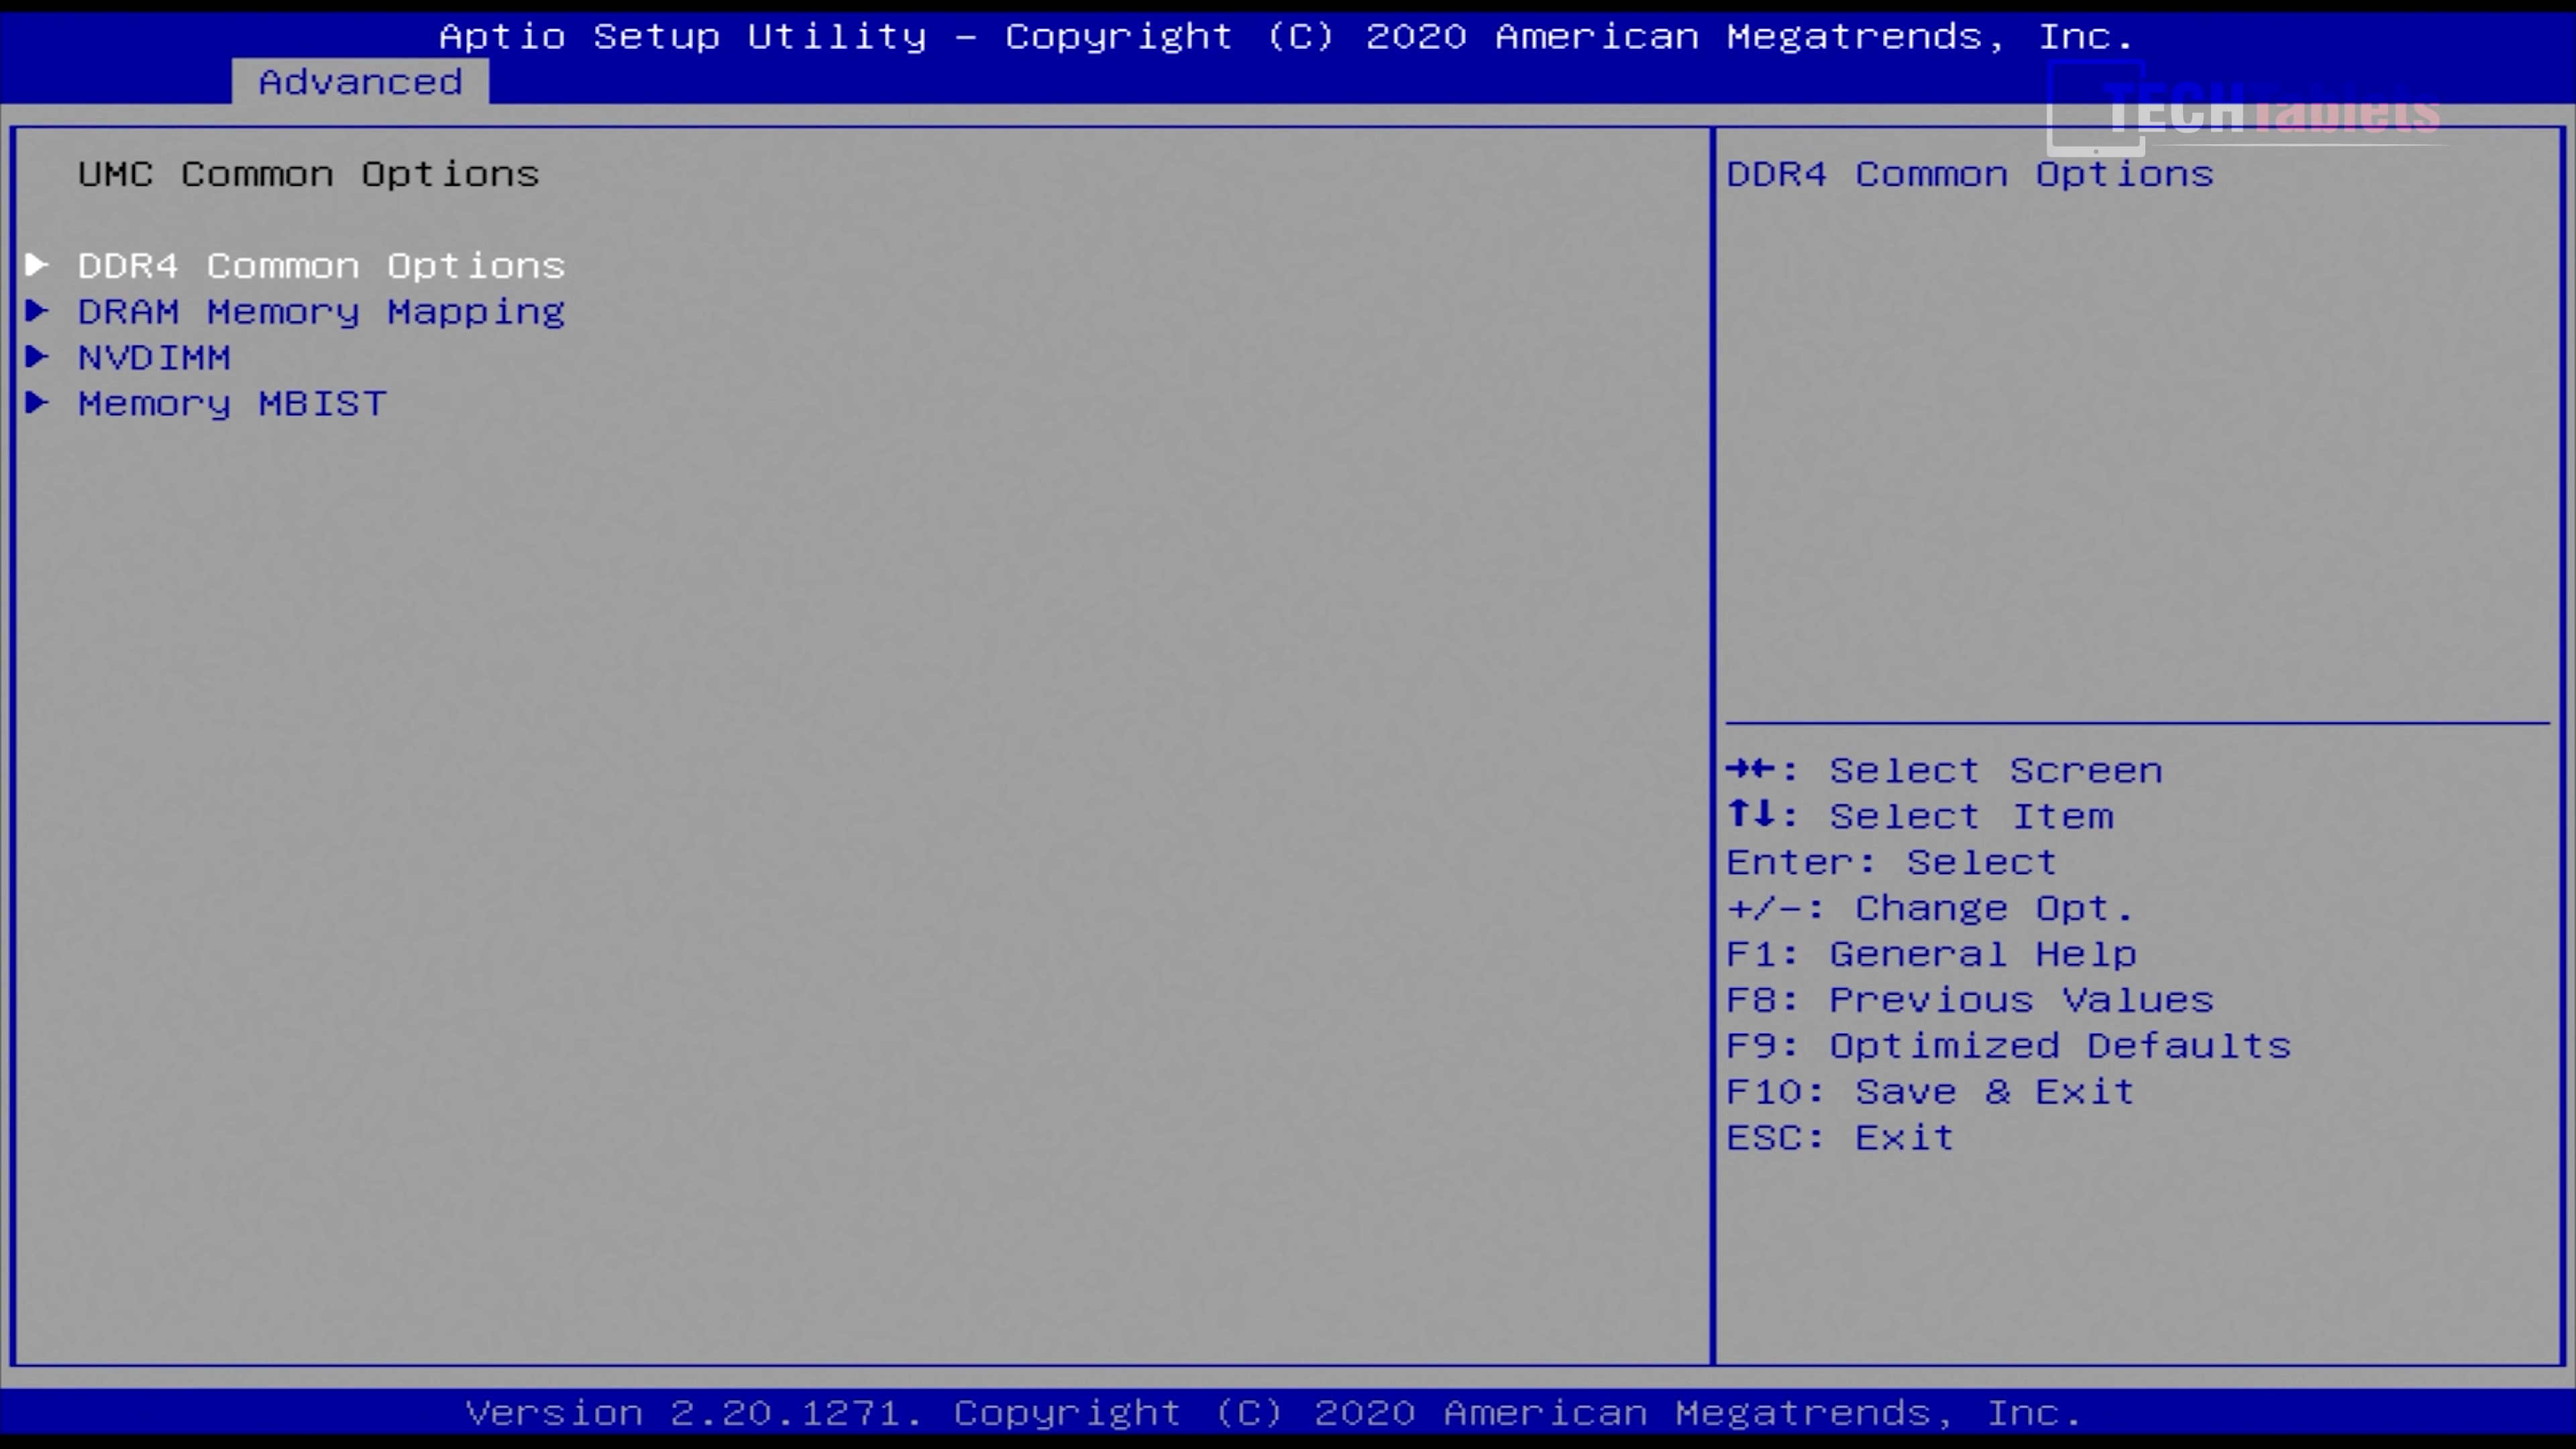 Aptio Setup Utility - Copyright (C) 2020 American Megatrends, Inc.
Advanced
TECHTablets
UMC Common Options
DDR4 Common Options
DRAM Memory Mapping
NVDIMM
Memory MBIST
DDR4 Common Options
→←: Select Screen
↑↓: Select Item
Enter: Select
+/-: Change Opt.
F1: General Help
F8: Previous Values
F9: Optimized Defaults
F10: Save & Exit
ESC: Exit
Version 2.20.1271. Copyright (C) 2020 American Megatrends, Inc.